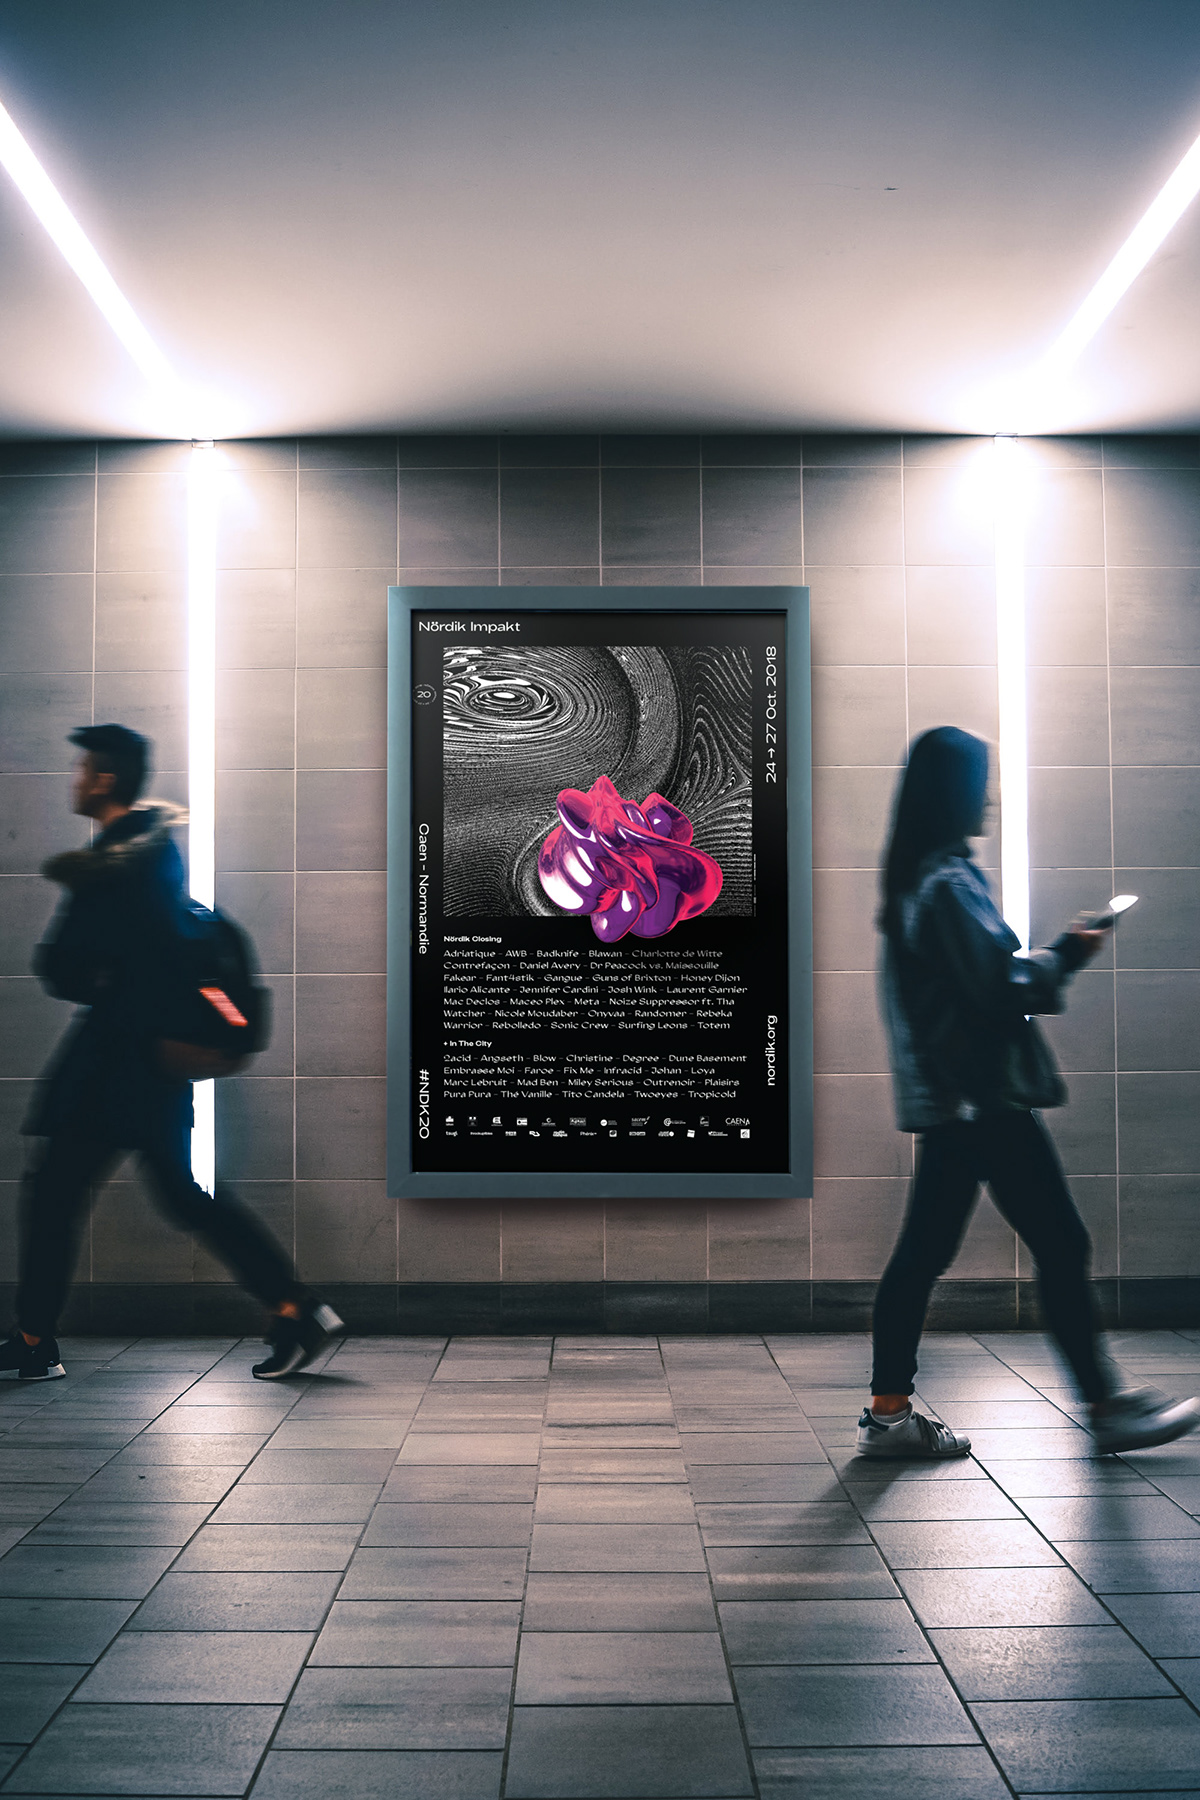 Nördik Impakt
20
24 → 27 Oct. 2018
Caen - Normandie
Nördik Closing
Adriatique - AWB - Badknife - Blawan - Charlotte de Witte
Contrefaçon - Daniel Avery - Dr Peacock vs. Maissouille
Fakear - Fant4stik - Gangue - Guns of Brixton - Honey Dijon
Ilario Alicante - Jennifer Cardini - Josh Wink - Laurent Garnier
Mac Declos - Maceo Plex - Meta - Noize Suppressor ft. Tha
Watcher - Nicole Moudaber - Onyvaa - Randomer - Rebeka
Warrior - Rebolledo - Sonic Crew - Surfing Leons - Totem
+ In The City
2acid - Angseth - Blow - Christine - Degree - Dune Basement
Embrasse Moi - Faroe - Fix Me - Infracid - Johan - Loya
Marc Lebruit - Mad Ben - Miley Serious - Outrenoir - Plaisirs
Pura Pura - Thé Vanille - Tito Candela - Twoeyes - Tropicold
nordik.org
#NDK20
CAEN